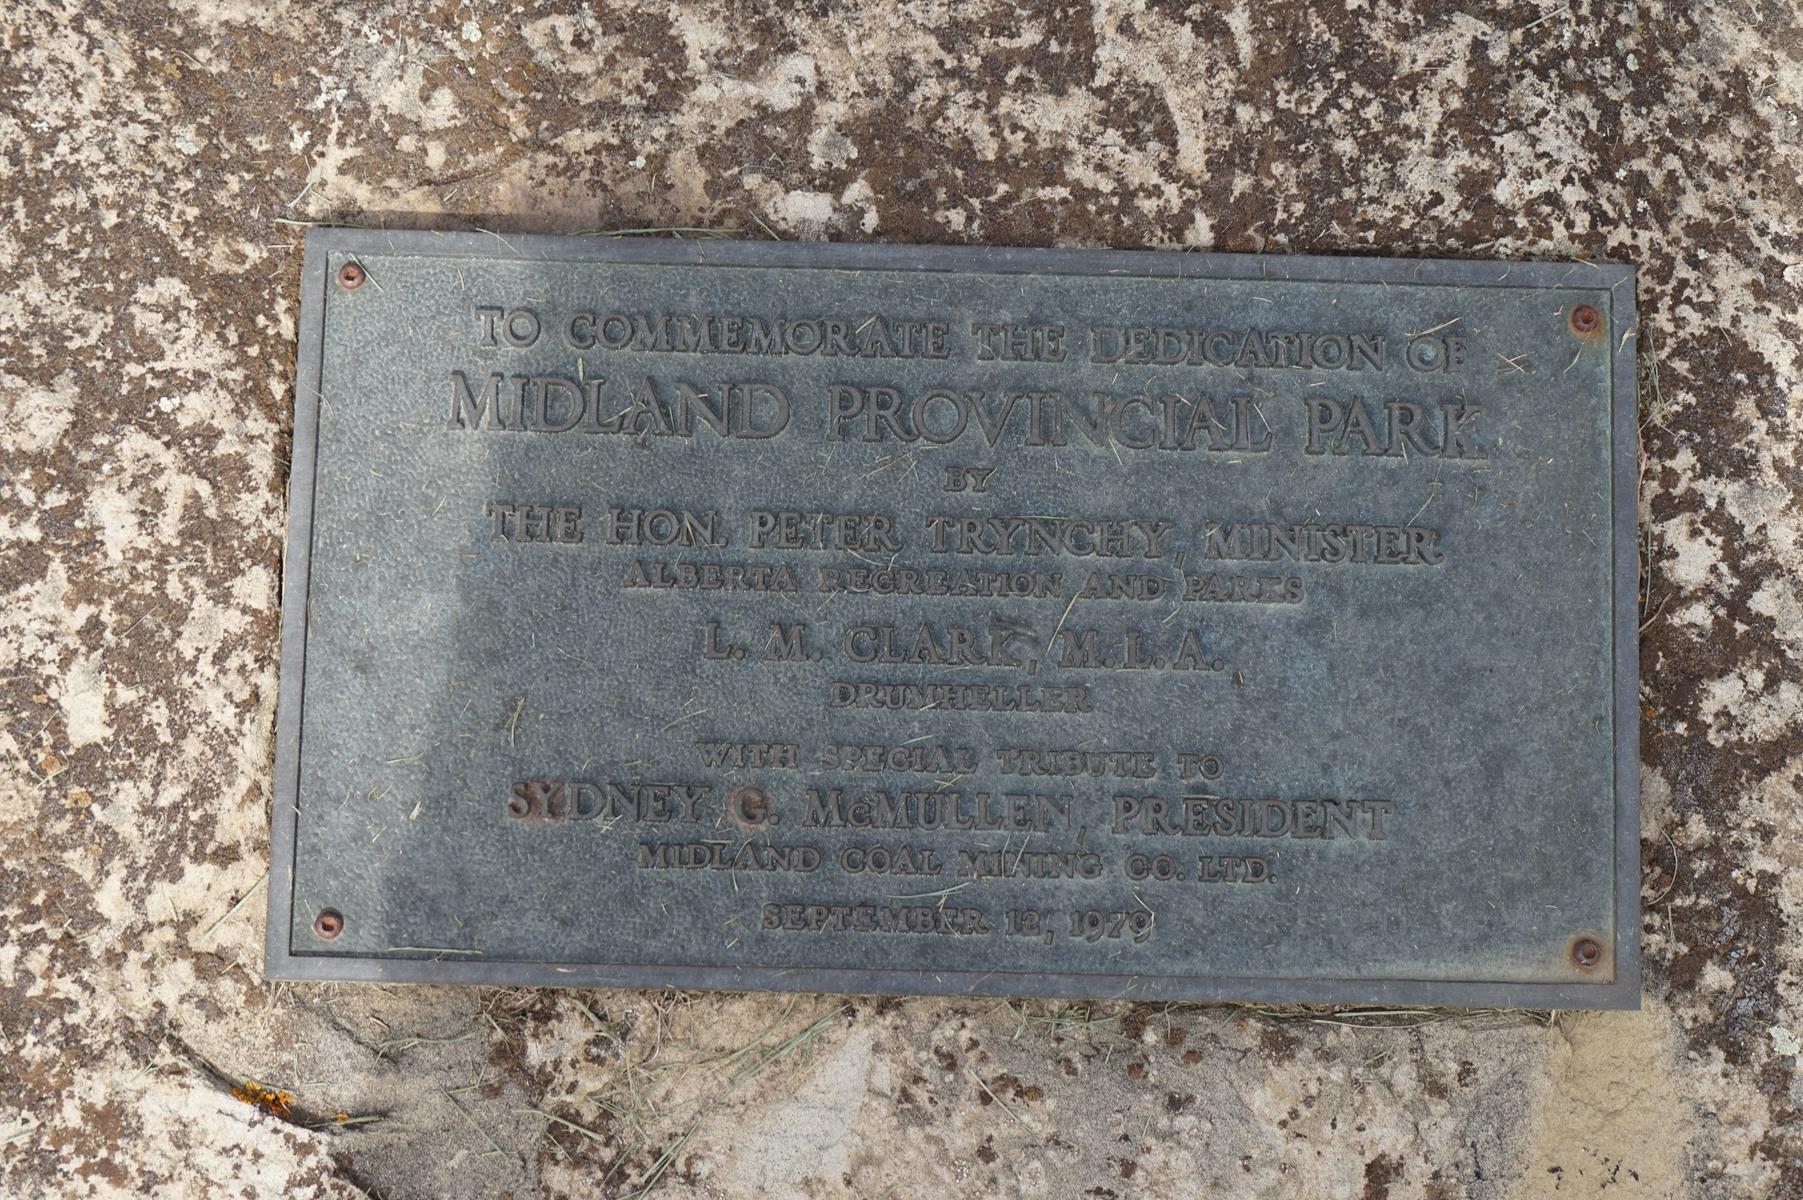 TO COMMEMORATE THE DEDICATION OF
MIDLAND PROVINCIAL PARK
BY
THE HON. PETER TRYNCHY, MINISTER
ALBERTA RECREATION AND PARKS
L. M. CLARK, M.L.A.
DRUMHELLER
WITH SPECIAL TRIBUTE TO
SYDNEY G. McMULLEN, PRESIDENT
MIDLAND COAL MINING CO. LTD.
SEPTEMBER 12, 1979